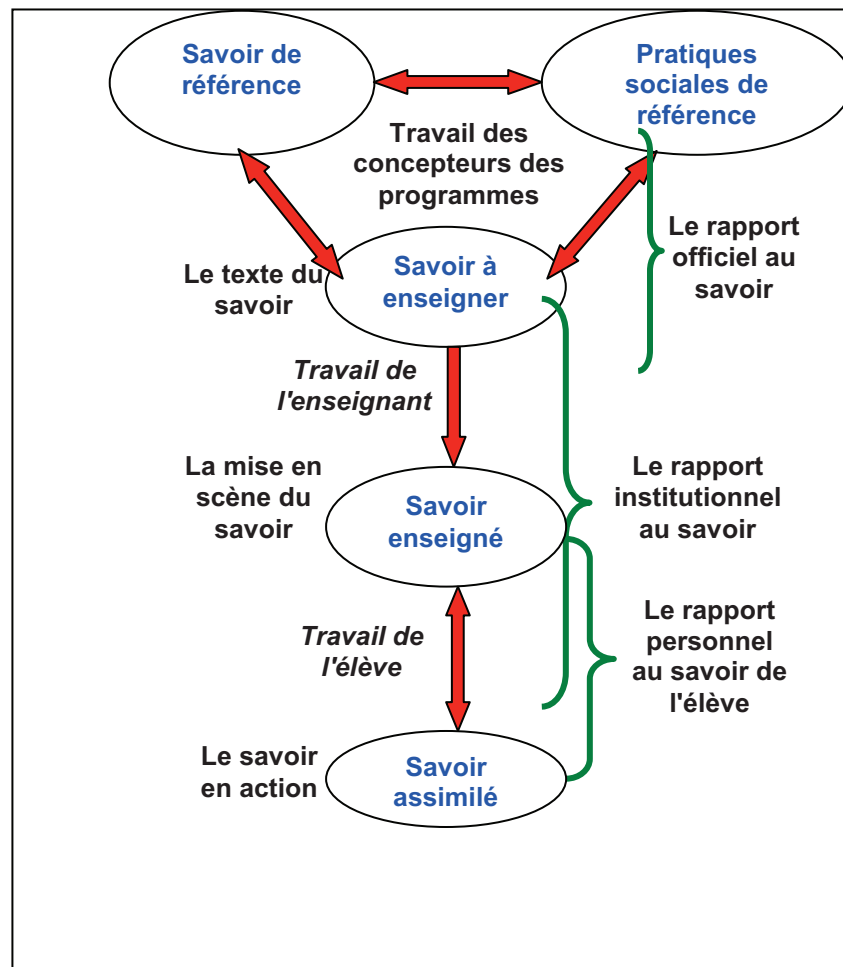 Savoir de
référence
Pratiques
sociales de
référence
Travail des
concepteurs des
programmes
Le rapport
officiel au
savoir
Le texte du
savoir
Savoir à
enseigner
Travail de
l'enseignant
La mise en
scène du
savoir
Savoir
enseigné
Le rapport
institutionnel
au savoir
Travail de
l'élève
Le rapport
personnel
au savoir de
l'élève
Le savoir
en action
Savoir
assimilé